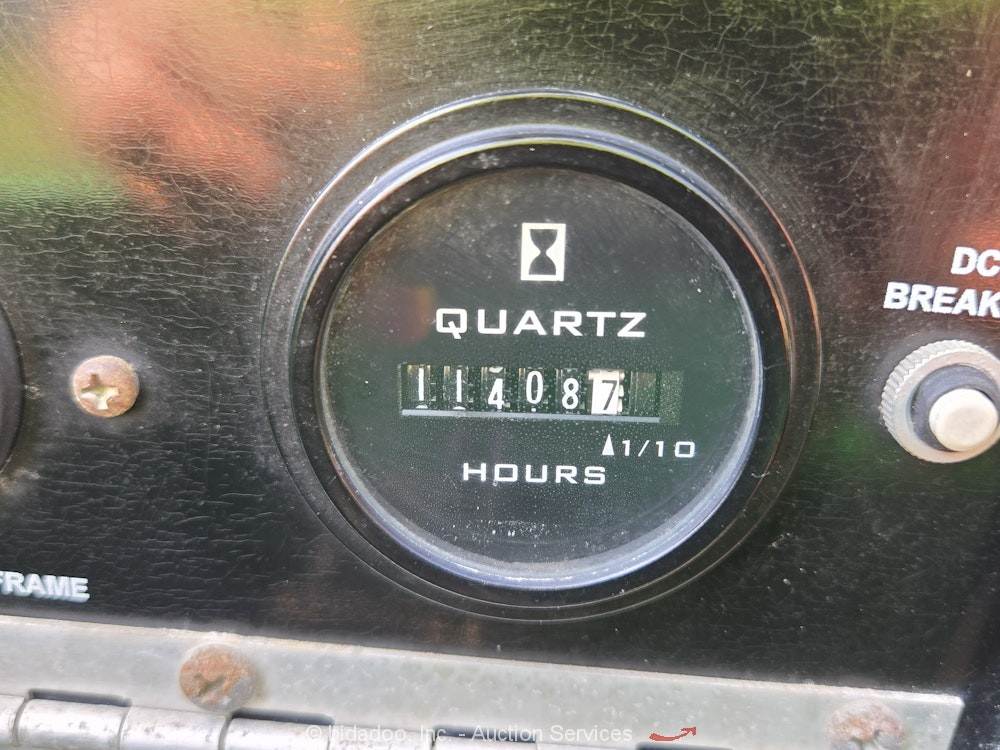 QUARTZ
114087
1/10
HOURS
DC
BREAK
FRAME
© bidadoo, Inc. - Auction Services